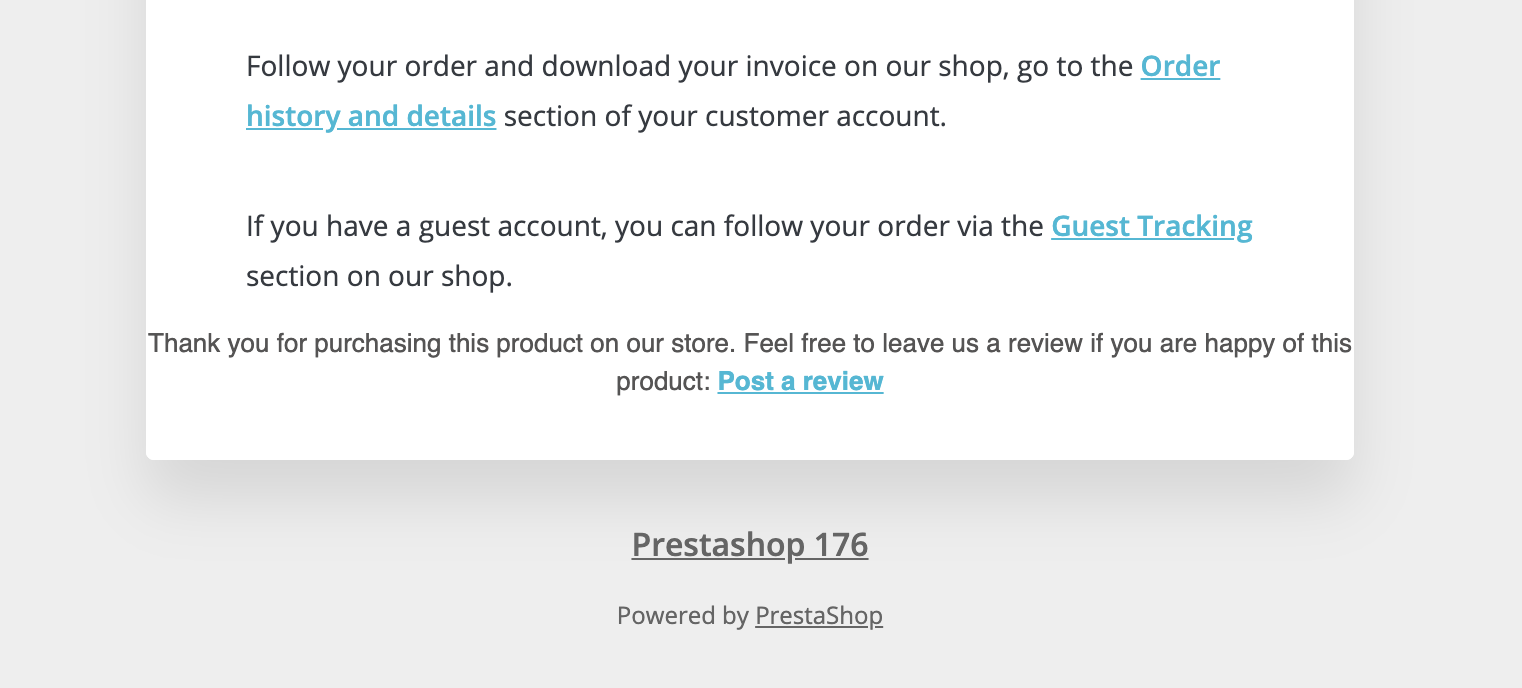 Follow your order and download your invoice on our shop, go to the Order
history and details section of your customer account.
If you have a guest account, you can follow your order via the Guest Tracking
section on our shop.
Thank you for purchasing this product on our store. Feel free to leave us a review if you are happy of this
product: Post a review
Prestashop 176
Powered by PrestaShop